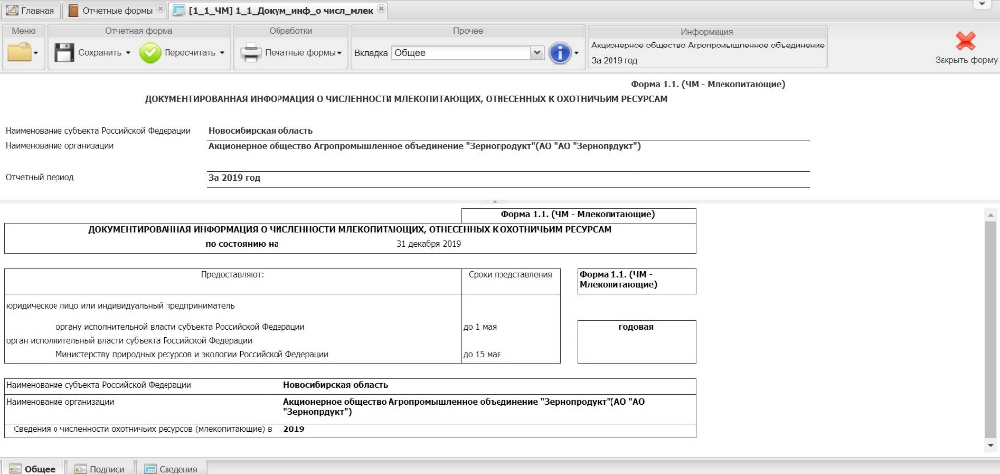 Главная
Отчетные формы
[1_1_ЧМ] 1_1_Докум_инф_о числ_млек
Меню
Отчетная форма
Обработки
Прочее
Информация
Сохранить
Пересчитать
Печатные формы
Вкладка
Общее
Акционерное общество Агропромышленное объединение
За 2019 год
Закрыть форму
Форма 1.1. (ЧМ - Млекопитающие)
ДОКУМЕНТИРОВАННАЯ ИНФОРМАЦИЯ О ЧИСЛЕННОСТИ МЛЕКОПИТАЮЩИХ, ОТНЕСЕННЫХ К ОХОТНИЧЬИМ РЕСУРСАМ
Наименование субъекта Российской Федерации Новосибирская область
Наименование организации Акционерное общество Агропромышленное объединение "Зернопродукт"(АО "АО "Зернопрдукт")
Отчетный период За 2019 год
Форма 1.1. (ЧМ - Млекопитающие)
ДОКУМЕНТИРОВАННАЯ ИНФОРМАЦИЯ О ЧИСЛЕННОСТИ МЛЕКОПИТАЮЩИХ, ОТНЕСЕННЫХ К ОХОТНИЧЬИМ РЕСУРСАМ
по состоянию на 31 декабря 2019
Предоставляют: Сроки представления
Форма 1.1. (ЧМ -
Млекопитающие)
юридическое лицо или индивидуальный предприниматель
органу исполнительной власти субъекта Российской Федерации до 1 мая
годовая
орган исполнительный власти субъекта Российской Федерации
Министерству природных ресурсов и экологии Российской Федерации до 15 мая
Наименование субъекта Российской Федерации Новосибирская область
Наименование организации Акционерное общество Агропромышленное объединение "Зернопродукт"(АО "АО
"Зернопрдукт")
Сведения о численности охотничьих ресурсов (млекопитающие) в 2019
Общее
Подписи
Сведения